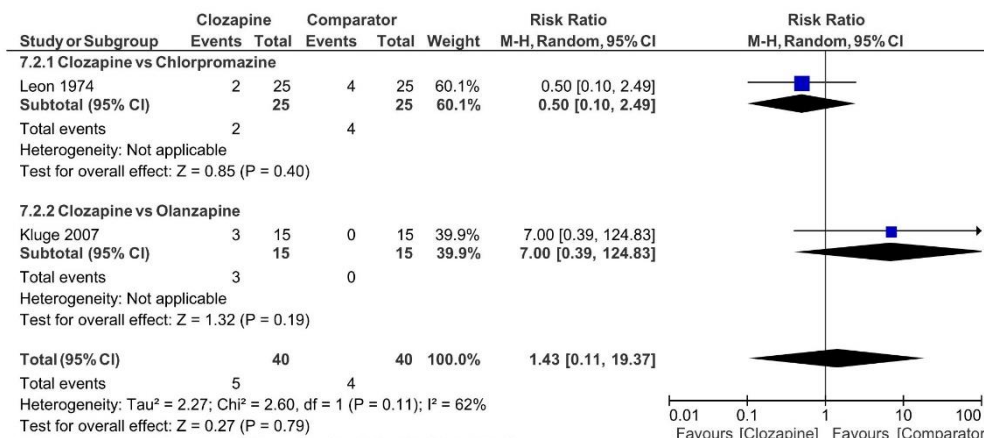 Clozapine Comparator Risk Ratio Risk Ratio
Study or Subgroup Events Total Events Total Weight M-H, Random, 95% CI M-H, Random, 95% CI
7.2.1 Clozapine vs Chlorpromazine
Leon 1974 2 25 4 25 60.1% 0.50 [0.10, 2.49]
Subtotal (95% CI) 25 25 60.1% 0.50 [0.10, 2.49]
Total events 2 4
Heterogeneity: Not applicable
Test for overall effect: Z = 0.85 (P = 0.40)
7.2.2 Clozapine vs Olanzapine
Kluge 2007 3 15 0 15 39.9% 7.00 [0.39, 124.83]
Subtotal (95% CI) 15 15 39.9% 7.00 [0.39, 124.83]
Total events 3 0
Heterogeneity: Not applicable
Test for overall effect: Z = 1.32 (P = 0.19)
Total (95% CI) 40 40 100.0% 1.43 [0.11, 19.37]
Total events 5 4
Heterogeneity: Tau² = 2.27; Chi² = 2.60, df = 1 (P = 0.11); I² = 62%
0.01 0.1 1 10 100
Test for overall effect: Z = 0.27 (P = 0.79)
Favours [Clozapine] Favours [Comparator